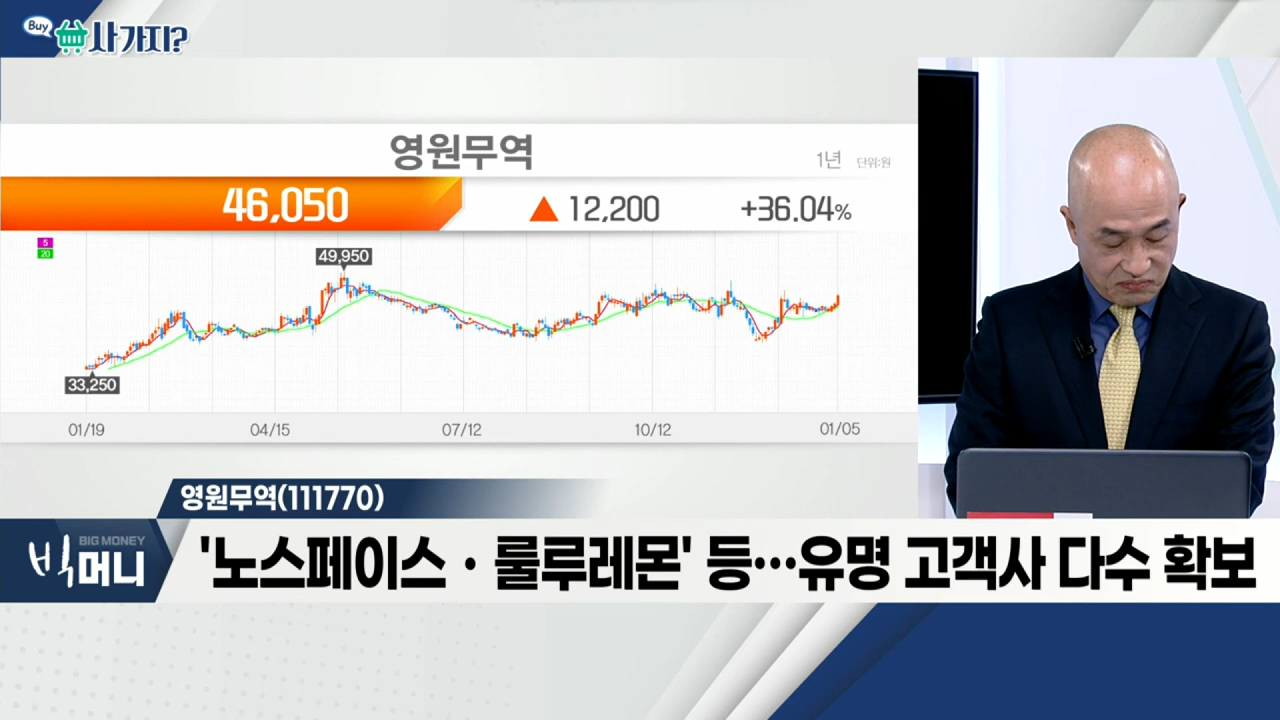 Buy
사가지?
영원무역
1년 단위:원
46,050 ▲ 12,200 +36.04%
5
20
49,950
33,250
01/19 04/15 07/12 10/12 01/05
영원무역(111770)
BIG MONEY
빅머니
'노스페이스·룰루레몬' 등…유명 고객사 다수 확보